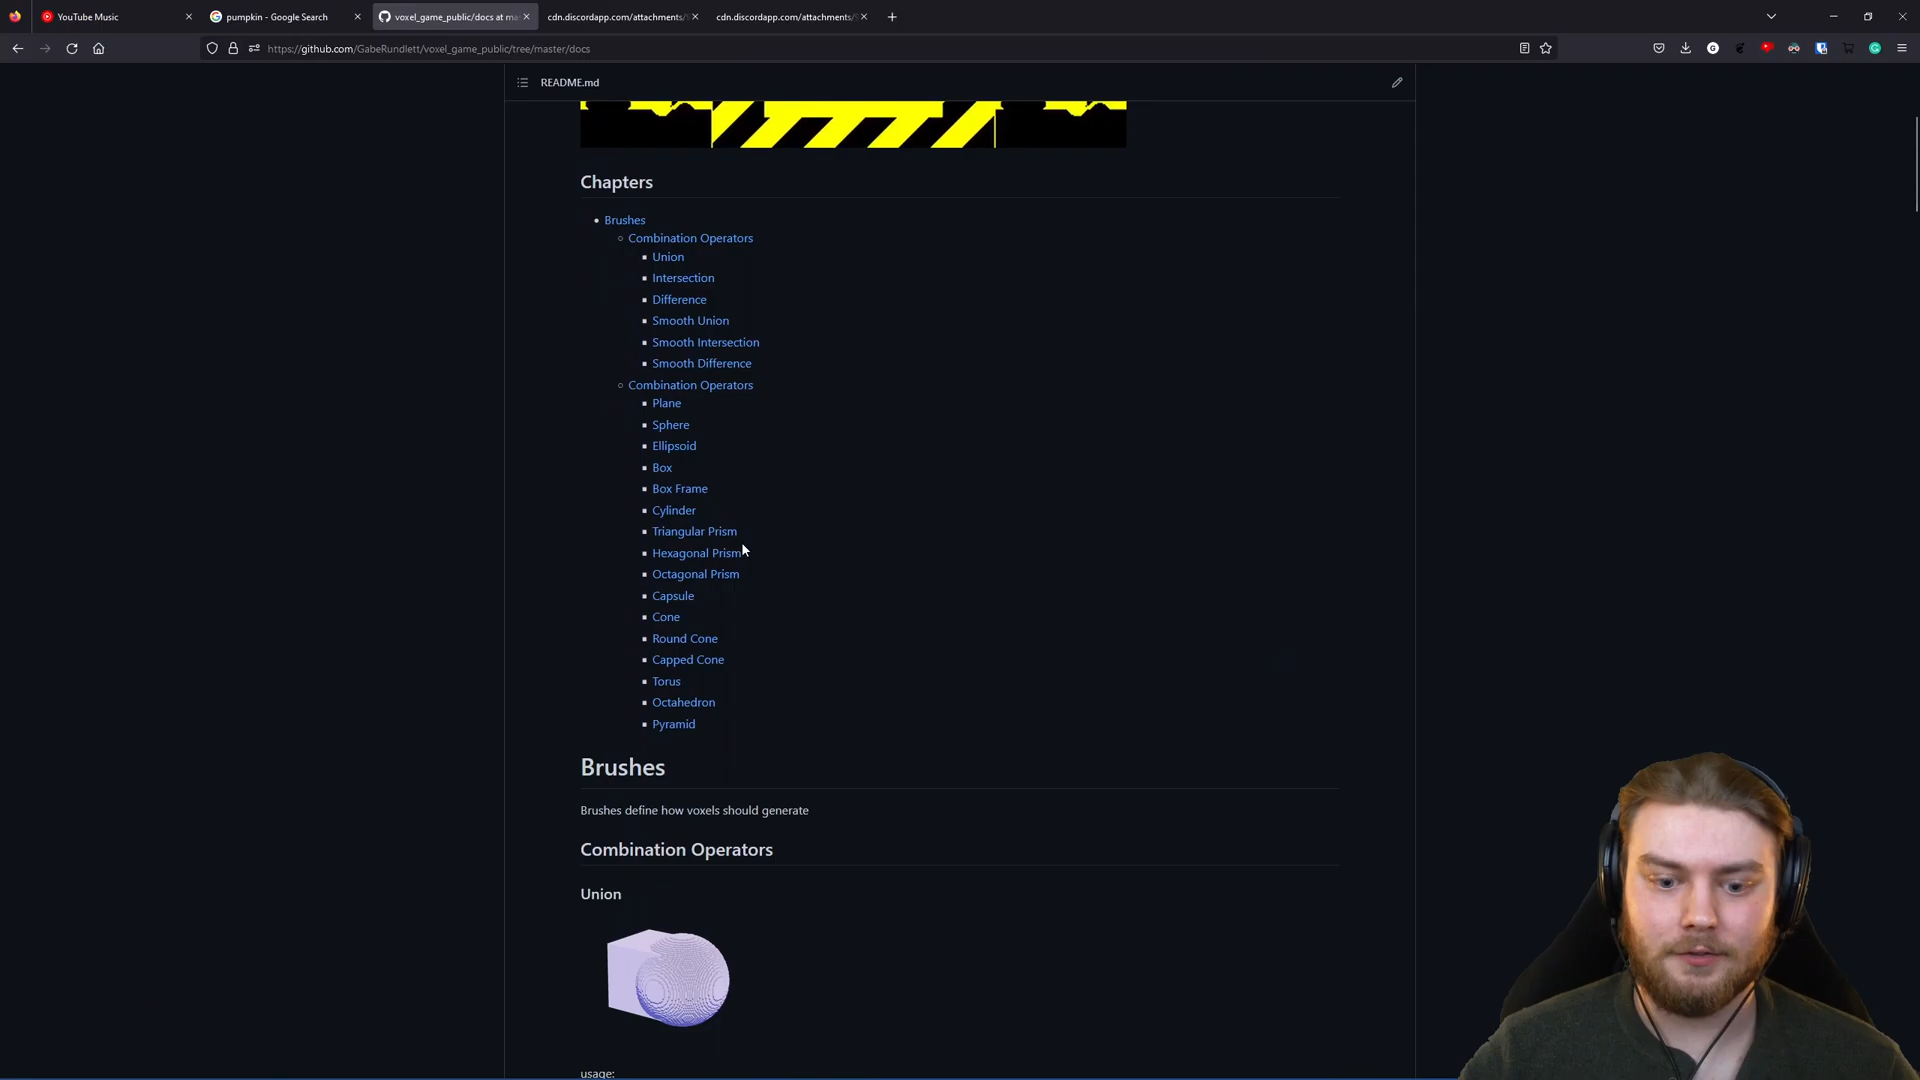 YouTube Music
pumpkin - Google Search
voxel_game_public/docs at ma
cdn.discordapp.com/attachments/
cdn.discordapp.com/attachments/
https://github.com/GabeRundlett/voxel_game_public/tree/master/docs
README.md
Chapters
Brushes
Combination Operators
Union
Intersection
Difference
Smooth Union
Smooth Intersection
Smooth Difference
Combination Operators
Plane
Sphere
Ellipsoid
Box
Box Frame
Cylinder
Triangular Prism
Hexagonal Prism
Octagonal Prism
Capsule
Cone
Round Cone
Capped Cone
Torus
Octahedron
Pyramid
Brushes
Brushes define how voxels should generate
Combination Operators
Union
usage: